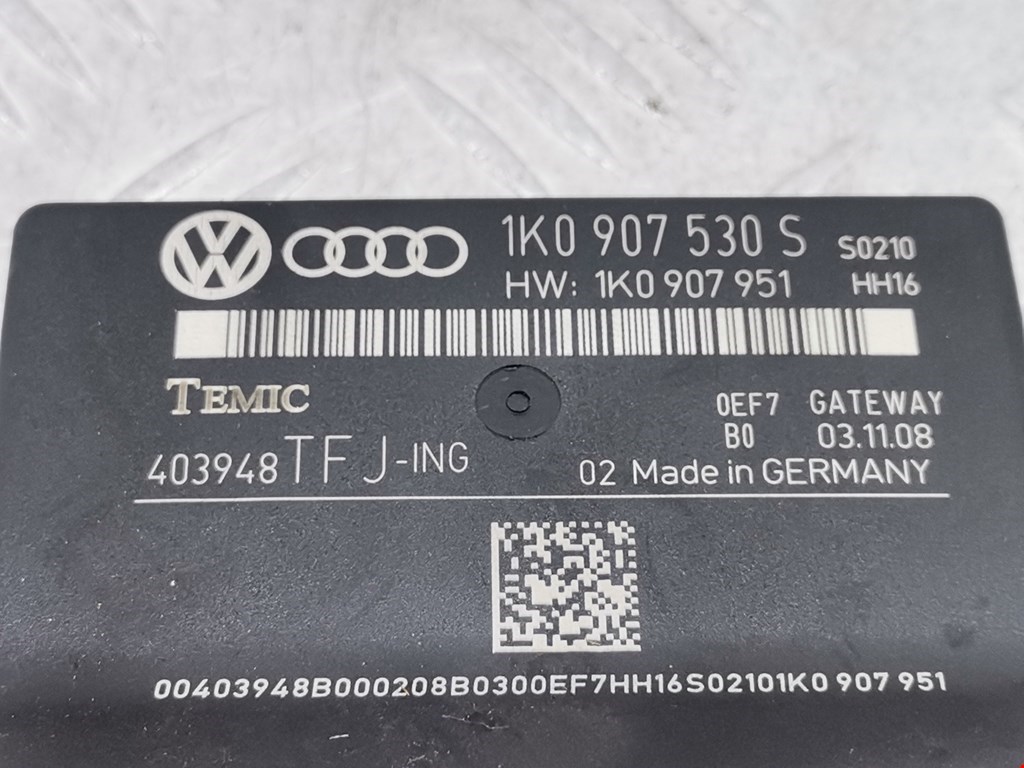 1K0 907 530 S S0210
HW: 1K0 907 951 HH16
TEMIC
0EF7 GATEWAY
B0 03.11.08
403948 TF J-ING
02 Made in GERMANY
00403948B000208B0300EF7HH16S02101K0 907 951